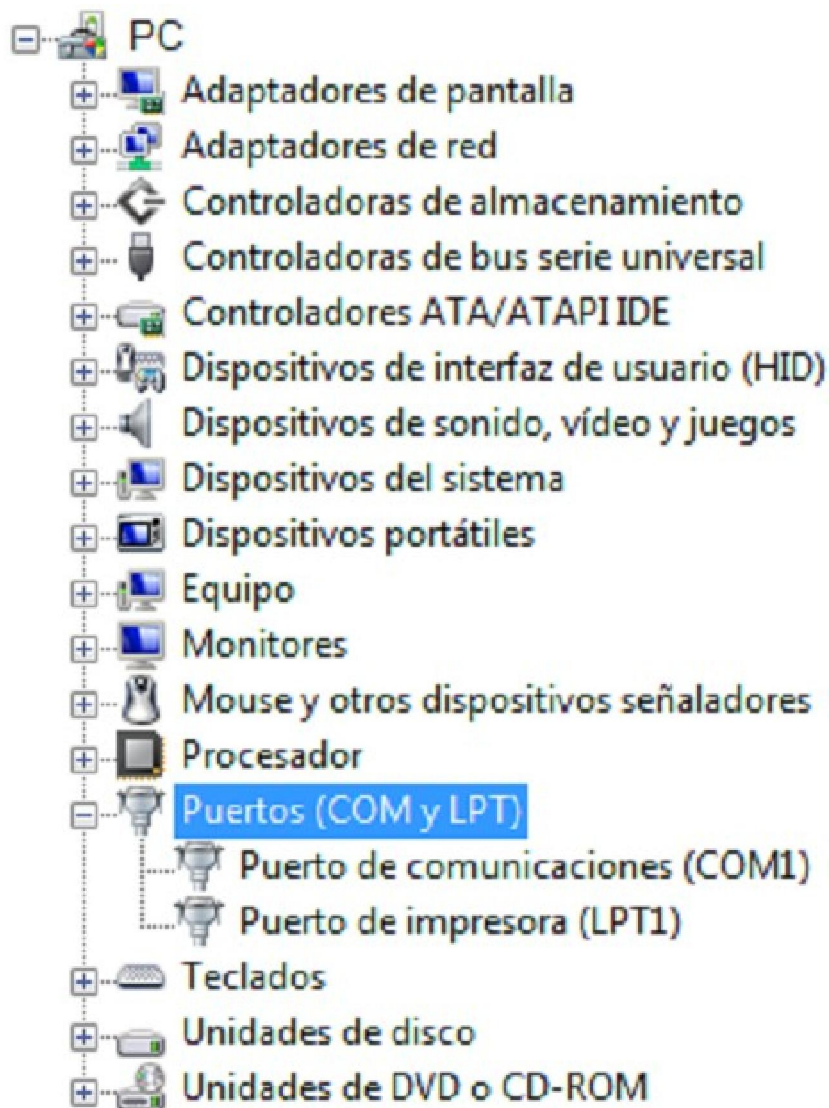 PC
Adaptadores de pantalla
Adaptadores de red
Controladoras de almacenamiento
Controladoras de bus serie universal
Controladores ATA/ATAPI IDE
Dispositivos de interfaz de usuario (HID)
Dispositivos de sonido, vídeo y juegos
Dispositivos del sistema
Dispositivos portátiles
Equipo
Monitores
Mouse y otros dispositivos señaladores
Procesador
Puertos (COM y LPT)
Puerto de comunicaciones (COM1)
Puerto de impresora (LPT1)
Teclados
Unidades de disco
Unidades de DVD o CD-ROM